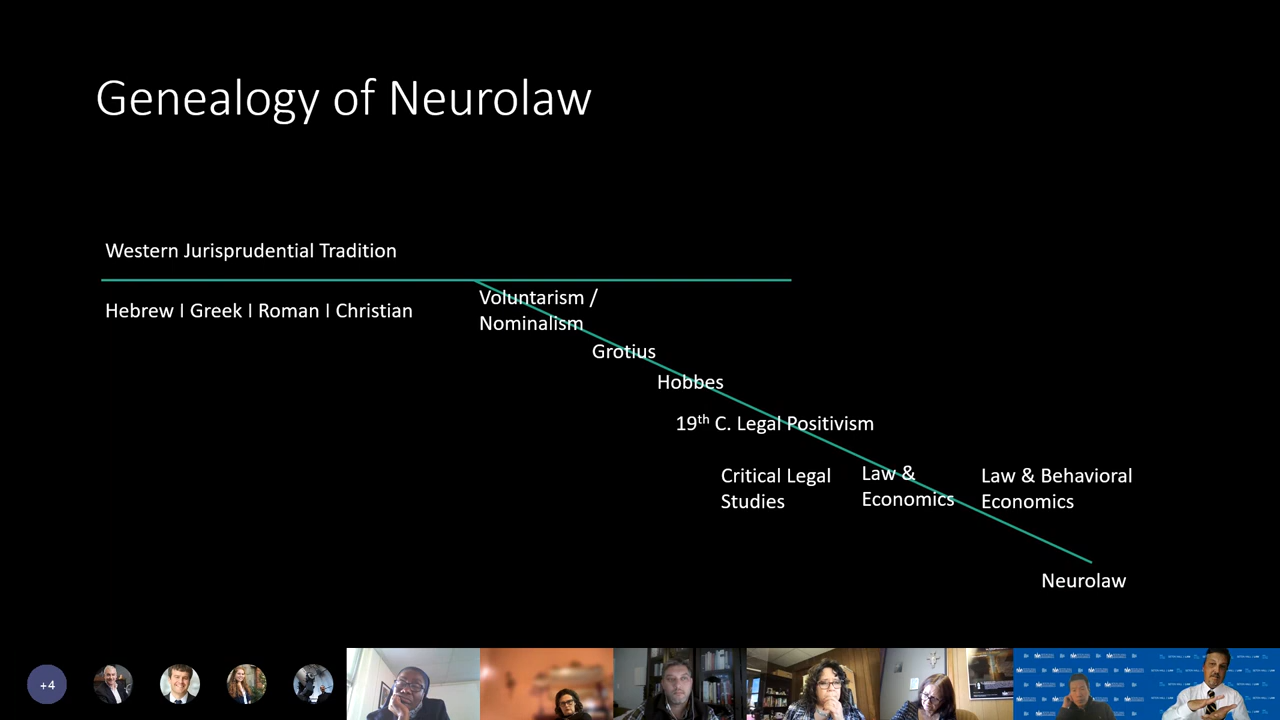 Genealogy of Neurolaw
Western Jurisprudential Tradition
Hebrew | Greek | Roman | Christian
Voluntarism /
Nominalism
Grotius
Hobbes
19th C. Legal Positivism
Critical Legal
Studies
Law &
Economics
Law & Behavioral
Economics
Neurolaw
+4